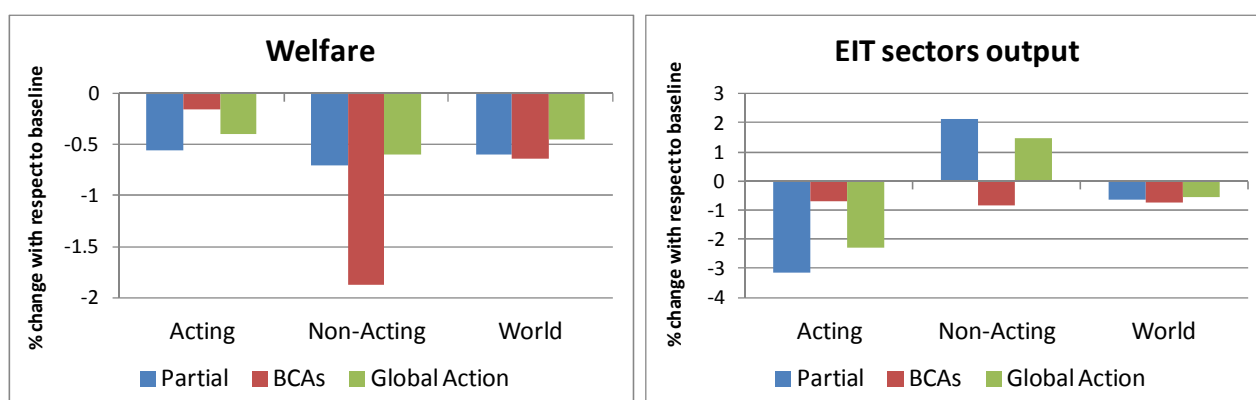 Welfare
% change with respect to baseline
0
-0.5
-1
-1.5
-2
Acting Non-Acting World
Partial BCAs Global Action
EIT sectors output
% change with respect to baseline
3
2
1
0
-1
-2
-3
-4
Acting Non-Acting World
Partial BCAs Global Action